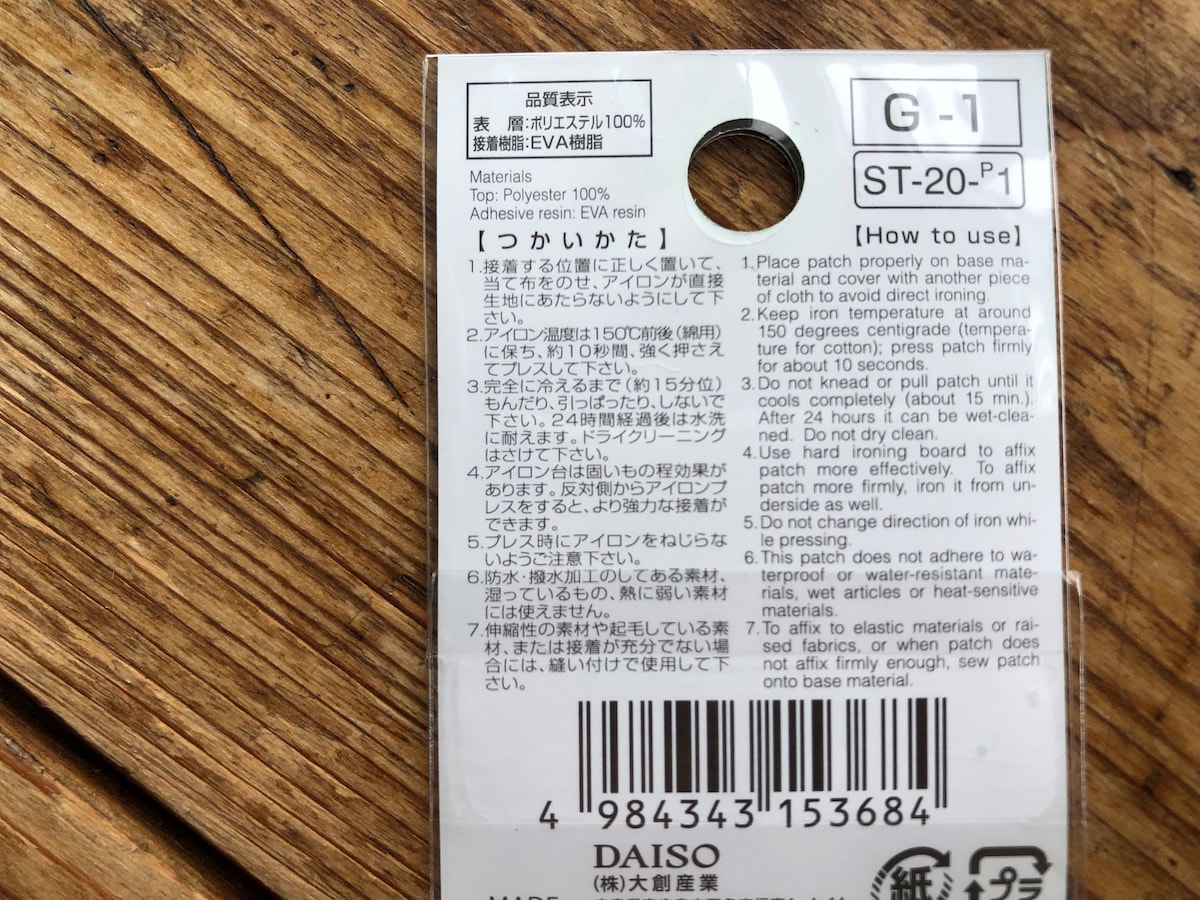 品質表示
表 層:ポリエステル100%
接着樹脂:EVA樹脂
Materials
Top: Polyester 100%
Adhesive resin: EVA resin
G-1
ST-20-P1
【つかいかた】
1.接着する位置に正しく置いて、
当て布をのせ、アイロンが直接
生地にあたらないようにして下
さい。
2.アイロン温度は150℃前後(綿用)
に保ち、約10秒間、強く押さえ
てプレスして下さい。
3.完全に冷えるまで(約15分位)
もんだり、引っぱったり、しないで
下さい。24時間経過後は水洗
に耐えます。ドライクリーニング
はさけて下さい。
4.アイロン台は固いもの程効果が
あります。反対側からアイロンプ
レスをすると、より強力な接着が
できます。
5.プレス時にアイロンをねじらな
いようご注意下さい。
6.防水・撥水加工のしてある素材、
湿っているもの、熱に弱い素材
には使えません。
7.伸縮性の素材や起毛している素
材、または接着が充分でない場
合には、縫い付けで使用して下
さい。
【How to use】
1.Place patch properly on base ma-
terial and cover with another piece
of cloth to avoid direct ironing.
2.Keep iron temperature at around
150 degrees centigrade (tempera-
ture for cotton); press patch firmly
for about 10 seconds.
3.Do not knead or pull patch until it
cools completely (about 15 min.).
After 24 hours it can be wet-clea-
ned. Do not dry clean.
4.Use hard ironing board to affix
patch more effectively. To affix
patch more firmly, iron it from un-
derside as well.
5.Do not change direction of iron whi-
le pressing.
6.This patch does not adhere to wa-
terproof or water-resistant mate-
rials, wet articles or heat-sensitive
materials.
7.To affix to elastic materials or rai-
sed fabrics, or when patch does
not affix firmly enough, sew patch
onto base material.
4 984343 153684
DAISO
(株)大創産業
紙
プラ
MADE